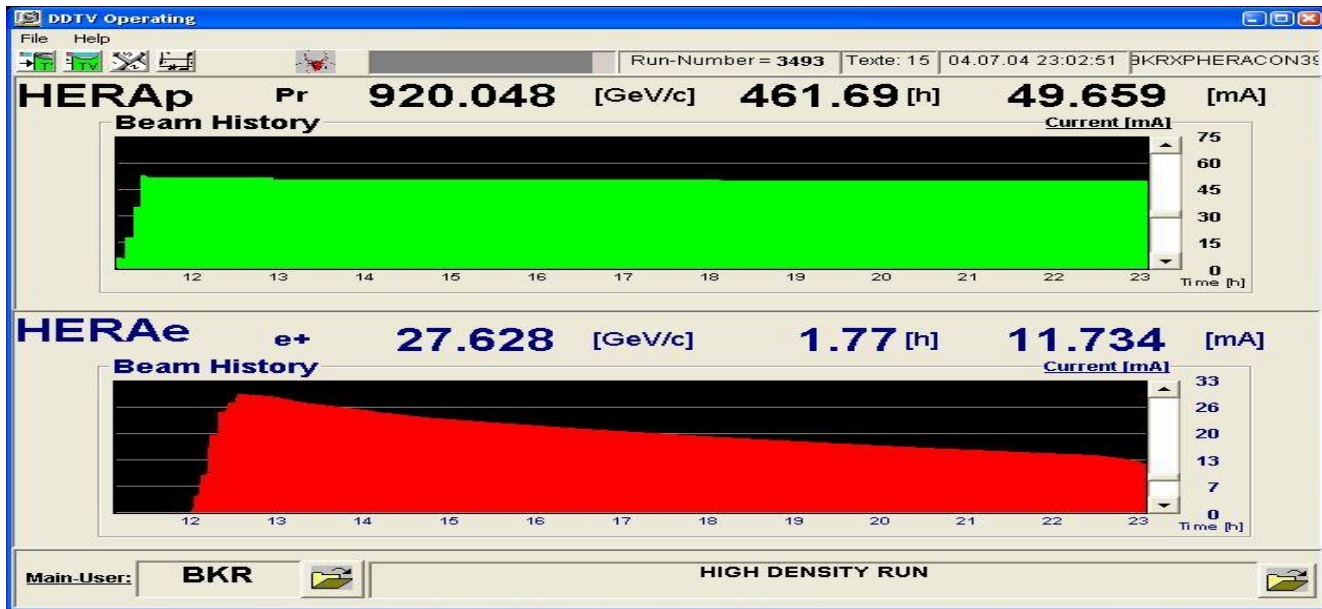 DDTV Operating
File Help
Run-Number = 3493 Texte: 15 04.07.04 23:02:51 BKRXPHERACON39
HERAp Pr 920.048 [GeV/c] 461.69 [h] 49.659 [mA]
Beam History Current [mA]
75
60
45
30
15
0
12 13 14 15 16 17 18 19 20 21 22 23 Time [h]
HERAe e+ 27.628 [GeV/c] 1.77 [h] 11.734 [mA]
Beam History Current [mA]
33
26
20
13
7
0
12 13 14 15 16 17 18 19 20 21 22 23 Time [h]
Main-User: BKR HIGH DENSITY RUN